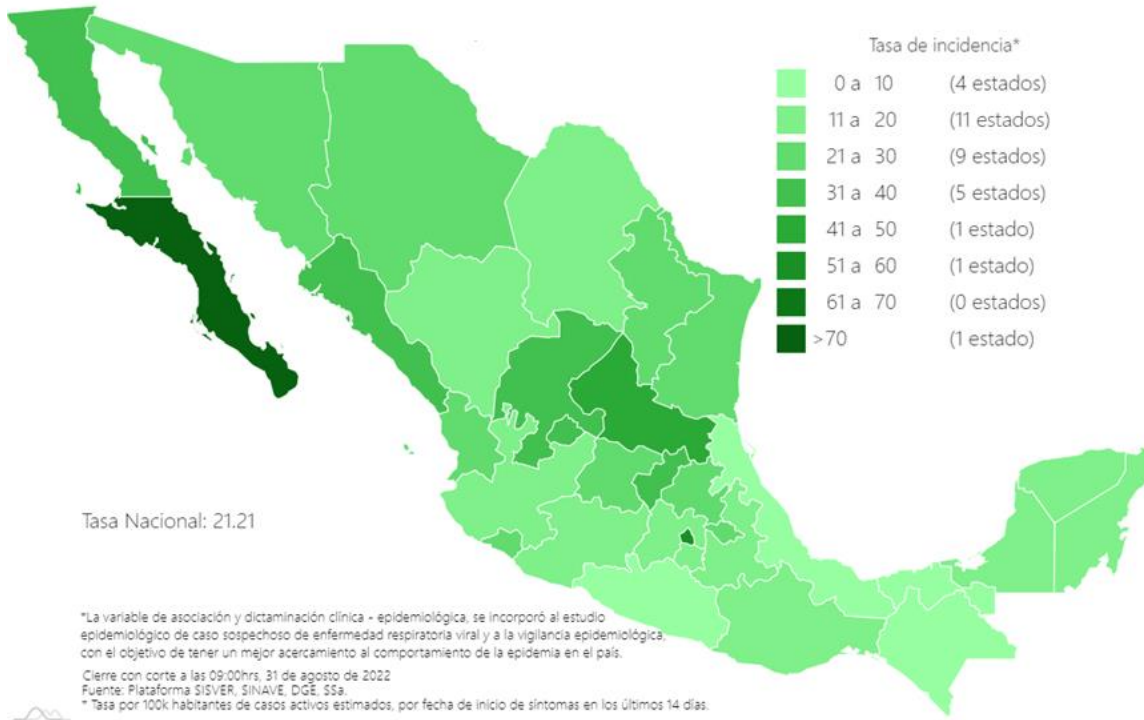 Tasa de incidencia*
0 a 10 (4 estados)
11 a 20 (11 estados)
21 a 30 (9 estados)
31 a 40 (5 estados)
41 a 50 (1 estado)
51 a 60 (1 estado)
61 a 70 (0 estados)
>70 (1 estado)
Tasa Nacional: 21.21
*La variable de asociación y dictaminación clínica - epidemiológica, se incorporó al estudio
epidemiológico de caso sospechoso de enfermedad respiratoria viral y a la vigilancia epidemiológica,
con el objetivo de tener un mejor acercamiento al comportamiento de la epidemia en el país.
Cierre con corte a las 09:00hrs, 31 de agosto de 2022
Fuente: Plataforma SISVER, SINAVE, DGE, SSa.
* Tasa por 100k habitantes de casos activos estimados, por fecha de inicio de síntomas en los últimos 14 días.